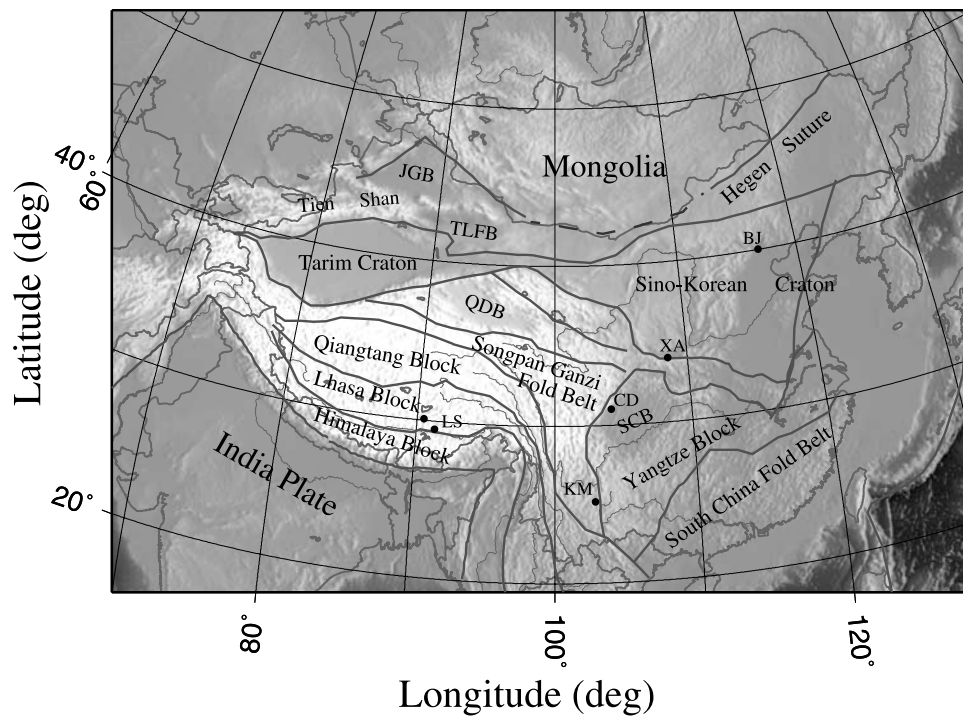 Mongolia
Hegen Suture
JGB
Tien Shan
TLFB
BJ
Tarim Craton
Sino-Korean Craton
QDB
XA
Songpan Ganzi
Fold Belt
Qiangtang Block
Lhasa Block
LS
CD
SCB
Himalaya Block
Yangtze Block
South China Fold Belt
India Plate
KM
40°
60°
20°
80°
100°
120°
Latitude (deg)
Longitude (deg)